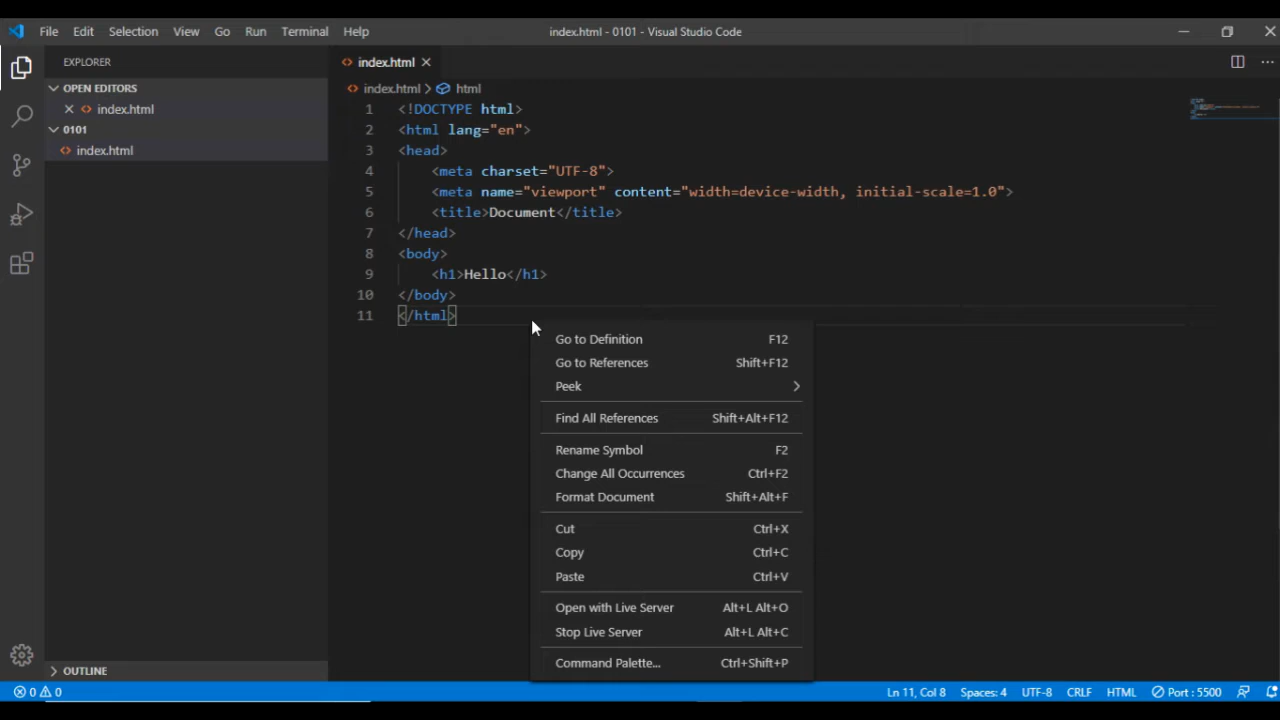 File Edit Selection View Go Run Terminal Help index.html - 0101 - Visual Studio Code
EXPLORER
OPEN EDITORS
index.html
0101
index.html
OUTLINE
index.html
index.html > html
1 <!DOCTYPE html>
2 <html lang="en">
3 <head>
4 <meta charset="UTF-8">
5 <meta name="viewport" content="width=device-width, initial-scale=1.0">
6 <title>Document</title>
7 </head>
8 <body>
9 <h1>Hello</h1>
10 </body>
11 </html>
Go to Definition F12
Go to References Shift+F12
Peek
Find All References Shift+Alt+F12
Rename Symbol F2
Change All Occurrences Ctrl+F2
Format Document Shift+Alt+F
Cut Ctrl+X
Copy Ctrl+C
Paste Ctrl+V
Open with Live Server Alt+L Alt+O
Stop Live Server Alt+L Alt+C
Command Palette... Ctrl+Shift+P
0 0 Ln 11, Col 8 Spaces: 4 UTF-8 CRLF HTML Port : 5500